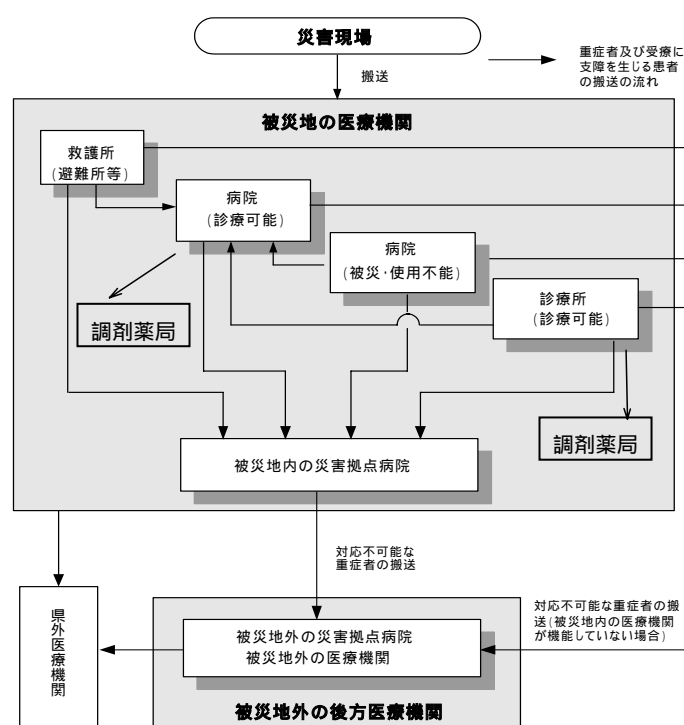 災害現場
搬送
重症者及び受療に
支障を生じる患者
の搬送の流れ
被災地の医療機関
救護所
(避難所等)
病院
(診療可能)
病院
(被災・使用不能)
診療所
(診療可能)
調剤薬局
調剤薬局
被災地内の災害拠点病院
対応不可能な
重症者の搬送
県外医療機関
被災地外の災害拠点病院
被災地外の医療機関
対応不可能な重症者の搬
送(被災地内の医療機関
が機能していない場合)
被災地外の後方医療機関